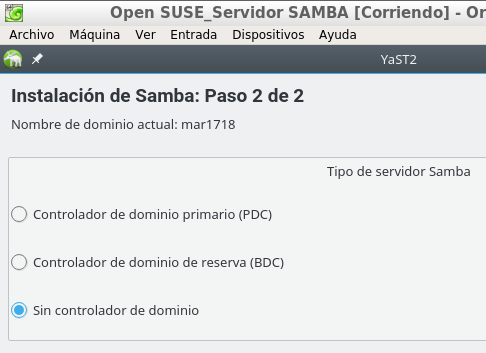 Open SUSE_Servidor SAMBA [Corriendo] - Or
Archivo Máquina Ver Entrada Dispositivos Ayuda
YaST2
Instalación de Samba: Paso 2 de 2
Nombre de dominio actual: mar1718
Tipo de servidor Samba
Controlador de dominio primario (PDC)
Controlador de dominio de reserva (BDC)
Sin controlador de dominio